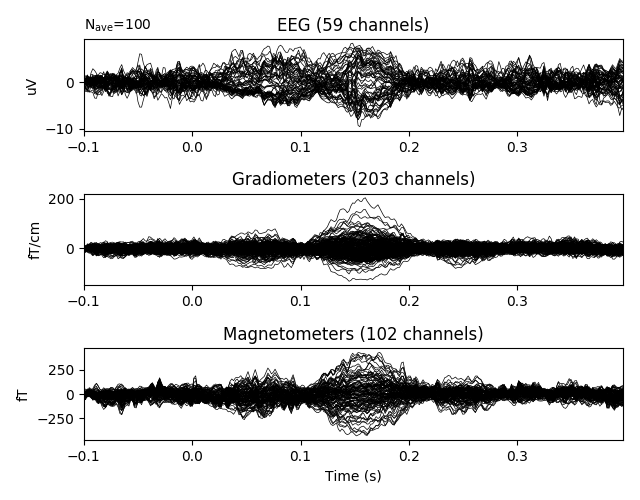 N_ave=100
EEG (59 channels)
uV
0
−10
−0.1 0.0 0.1 0.2 0.3
Gradiometers (203 channels)
fT/cm
200
0
−0.1 0.0 0.1 0.2 0.3
Magnetometers (102 channels)
fT
250
0
−250
−0.1 0.0 0.1 0.2 0.3
Time (s)